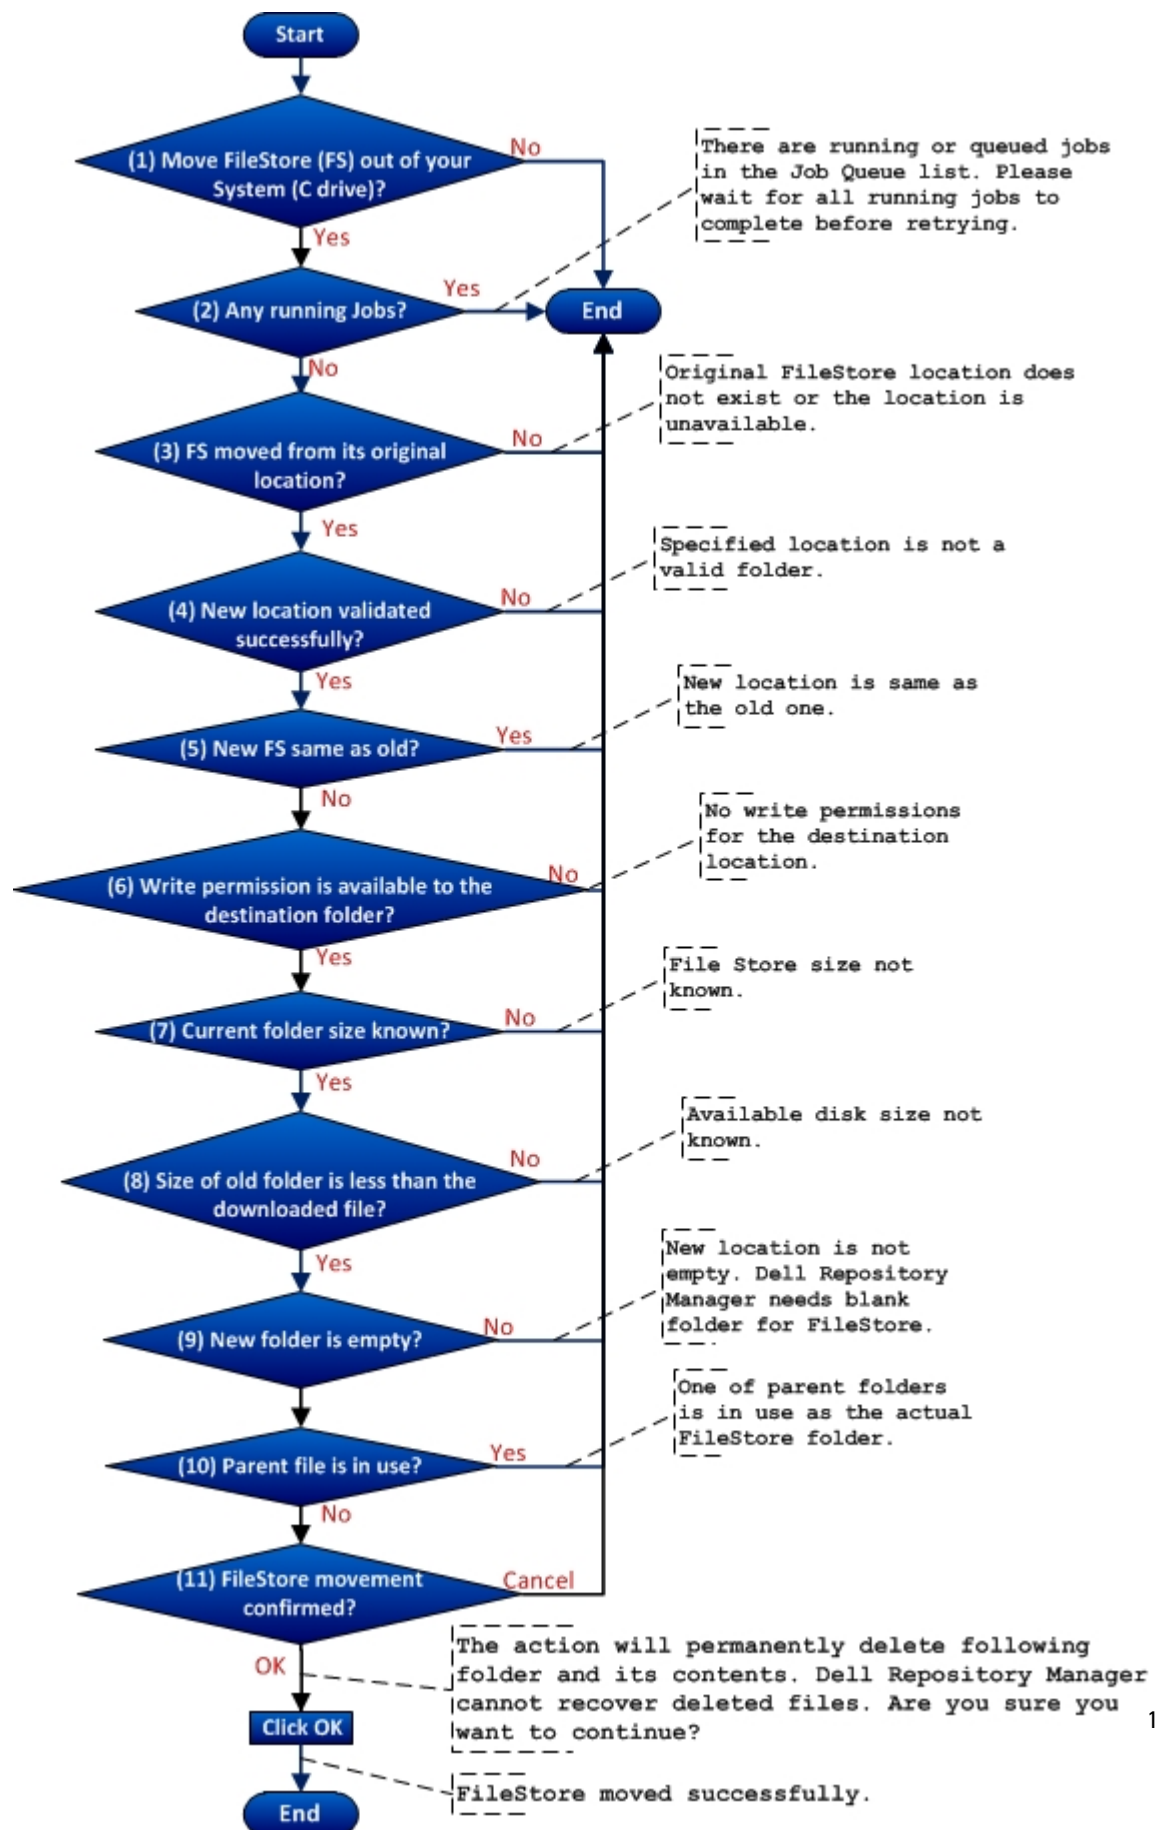 Start
(1) Move FileStore (FS) out of your
System (C drive)?
No
There are running or queued jobs
in the Job Queue list. Please
wait for all running jobs to
complete before retrying.
Yes
(2) Any running Jobs?
Yes
End
No
Original FileStore location does
not exist or the location is
unavailable.
(3) FS moved from its original
location?
No
Yes
Specified location is not a
valid folder.
(4) New location validated
successfully?
No
Yes
New location is same as
the old one.
(5) New FS same as old?
Yes
No
No write permissions
for the destination
location.
(6) Write permission is available to the
destination folder?
No
Yes
File Store size not
known.
(7) Current folder size known?
No
Yes
Available disk size not
known.
(8) Size of old folder is less than the
downloaded file?
No
Yes
New location is not
empty. Dell Repository
Manager needs blank
folder for FileStore.
(9) New folder is empty?
No
One of parent folders
is in use as the actual
FileStore folder.
(10) Parent file is in use?
Yes
No
(11) FileStore movement
confirmed?
Cancel
OK
The action will permanently delete following
folder and its contents. Dell Repository Manager
cannot recover deleted files. Are you sure you
want to continue?
1
Click OK
FileStore moved successfully.
End